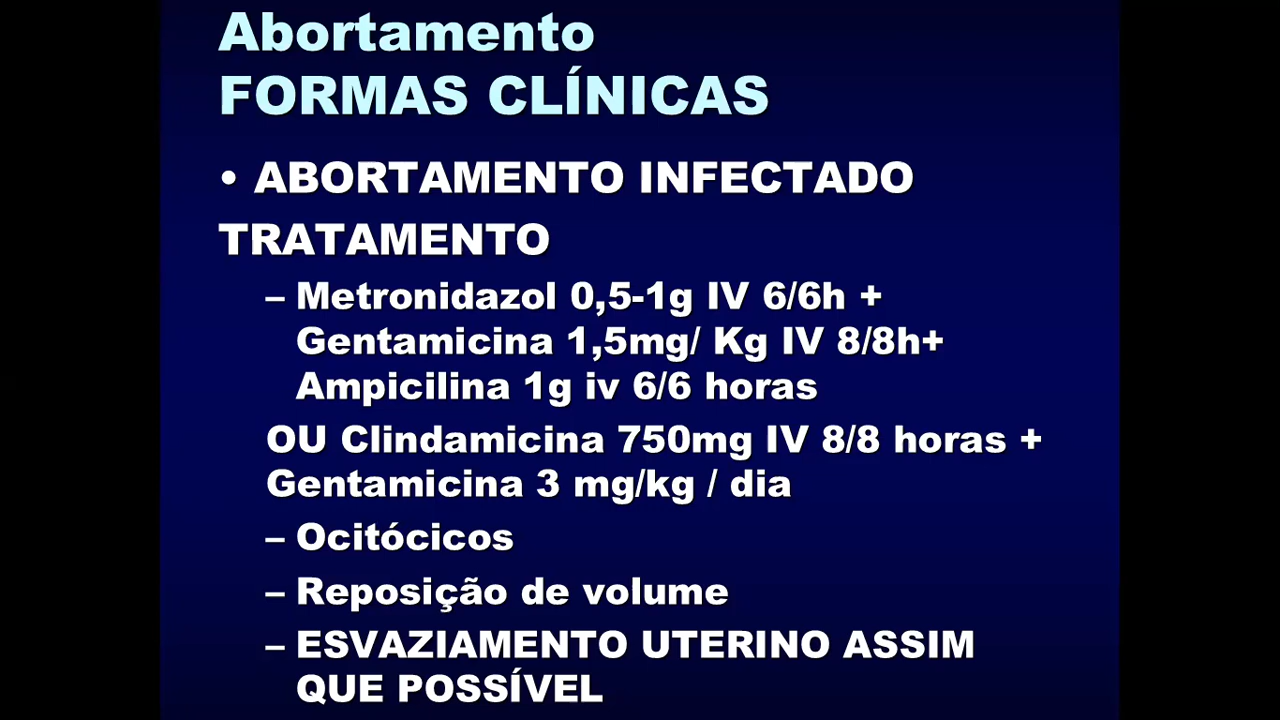 Abortamento
FORMAS CLÍNICAS
• ABORTAMENTO INFECTADO
TRATAMENTO
– Metronidazol 0,5-1g IV 6/6h +
Gentamicina 1,5mg/ Kg IV 8/8h+
Ampicilina 1g iv 6/6 horas
OU Clindamicina 750mg IV 8/8 horas +
Gentamicina 3 mg/kg / dia
– Ocitócicos
– Reposição de volume
– ESVAZIAMENTO UTERINO ASSIM
QUE POSSÍVEL